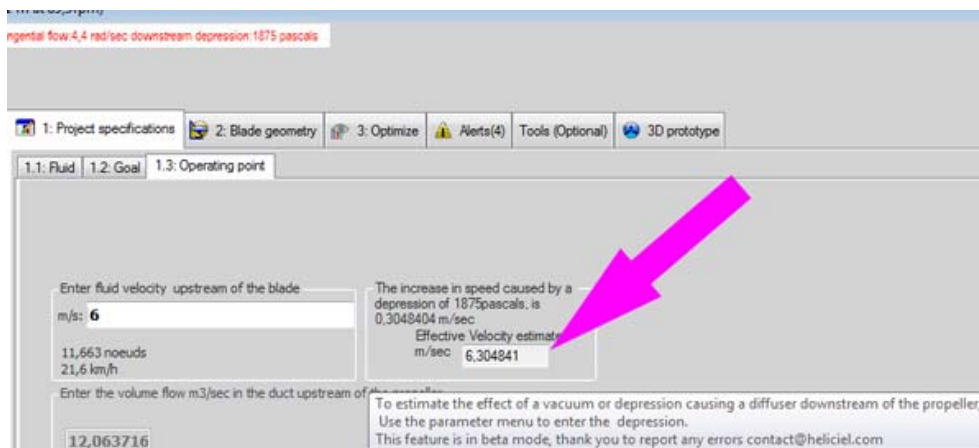 ngential flow:4,4 rad/sec downstream depression:1875 pascals
1: Project specifications 2: Blade geometry 3: Optimize Alerts(4) Tools (Optional) 3D prototype
1.1: Fluid 1.2: Goal 1.3: Operating point
Enter fluid velocity upstream of the blade
m/s: 6
11,663 noeuds
21,6 km/h
The increase in speed caused by a
depression of 1875pascals, is
0,3048404 m/sec
Effective Velocity estimate
m/sec 6,304841
Enter the volume flow m3/sec in the duct upstream of
12,063716
To estimate the effect of a vacuum or depression causing a diffuser downstream of the propeller,
Use the parameter menu to enter the depression.
This feature is in beta mode, thank you to report any errors contact@heliciel.com